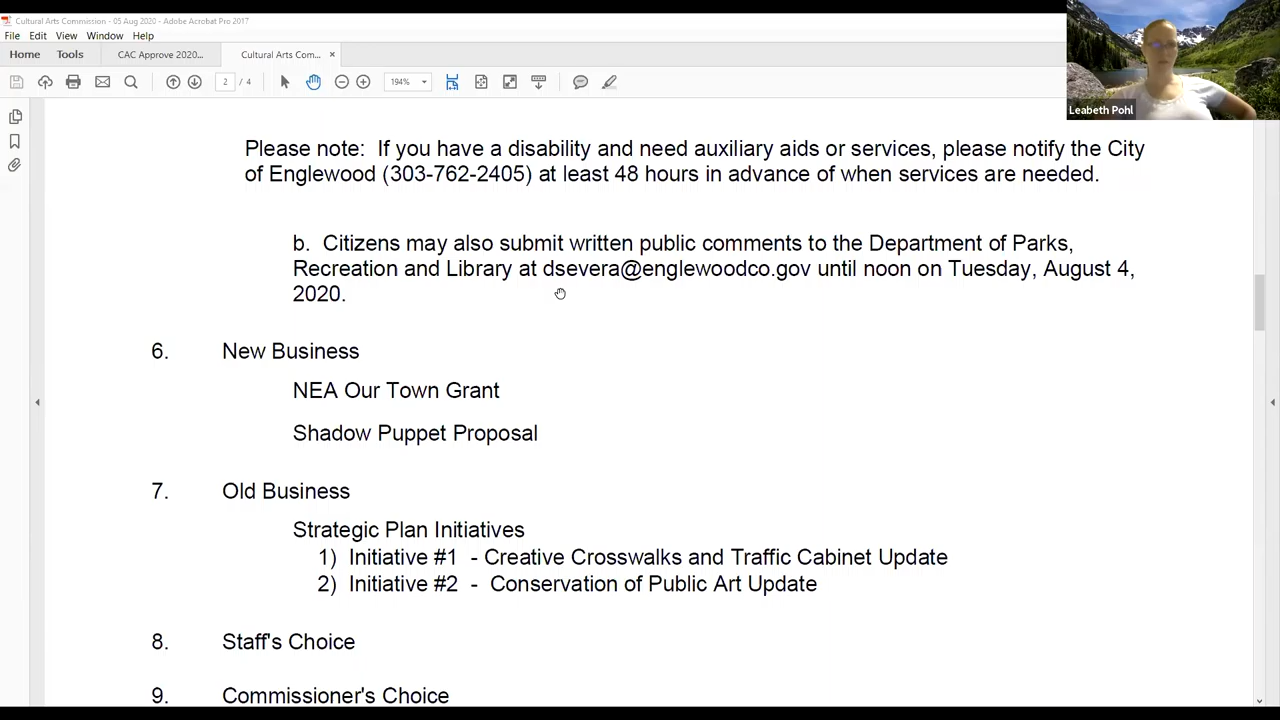 Cultural Arts Commission - 05 Aug 2020 - Adobe Acrobat Pro 2017
File Edit View Window Help
Home Tools CAC Approve 2020... Cultural Arts Com... ×
2 / 4 194%
Leabeth Pohl
Please note: If you have a disability and need auxiliary aids or services, please notify the City
of Englewood (303-762-2405) at least 48 hours in advance of when services are needed.
b. Citizens may also submit written public comments to the Department of Parks,
Recreation and Library at dsevera@englewoodco.gov until noon on Tuesday, August 4,
2020.
6. New Business
NEA Our Town Grant
Shadow Puppet Proposal
7. Old Business
Strategic Plan Initiatives
1) Initiative #1 - Creative Crosswalks and Traffic Cabinet Update
2) Initiative #2 - Conservation of Public Art Update
8. Staff's Choice
9. Commissioner's Choice